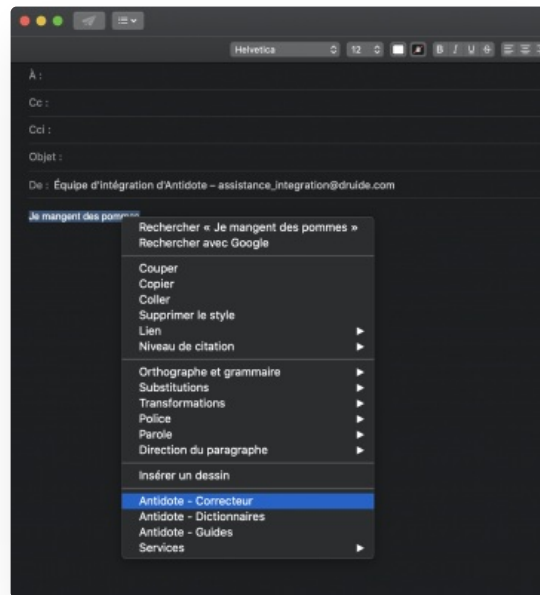 Helvetica 12 B I U S
À :
Cc :
Cci :
Objet :
De : Équipe d'intégration d'Antidote – assistance_integration@druide.com
Je mangent des pommes
Rechercher « Je mangent des pommes »
Rechercher avec Google
Couper
Copier
Coller
Supprimer le style
Lien
Niveau de citation
Orthographe et grammaire
Substitutions
Transformations
Police
Parole
Direction du paragraphe
Insérer un dessin
Antidote - Correcteur
Antidote - Dictionnaires
Antidote - Guides
Services